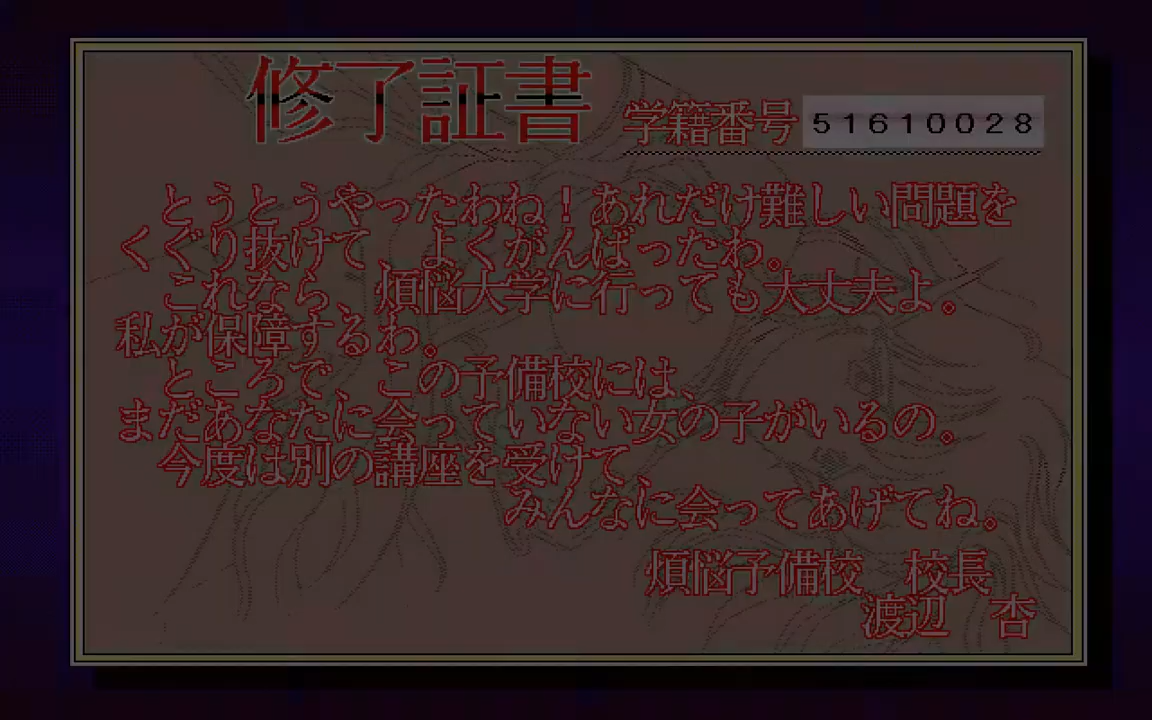 修了証書
学籍番号 51610028
とうとうやったわね！あれだけ難しい問題を
くぐり抜けて、よくがんばったわ。
これなら、煩悩大学に行っても大丈夫よ。
私が保障するわ。
ところで、この予備校には、
まだあなたに会っていない女の子がいるの。
今度は別の講座を受けて、
みんなに会ってあげてね。
煩悩予備校　校長
渡辺　杏